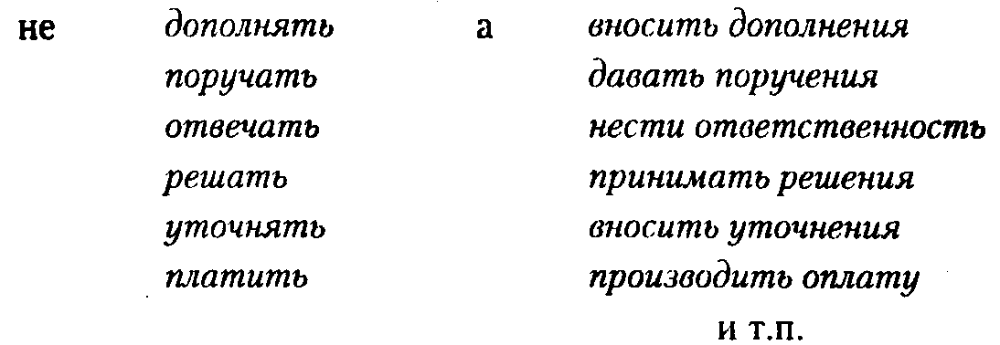 не дополнять а вносить дополнения
поручать давать поручения
отвечать нести ответственность
решать принимать решения
уточнять вносить уточнения
платить производить оплату
и т.п.